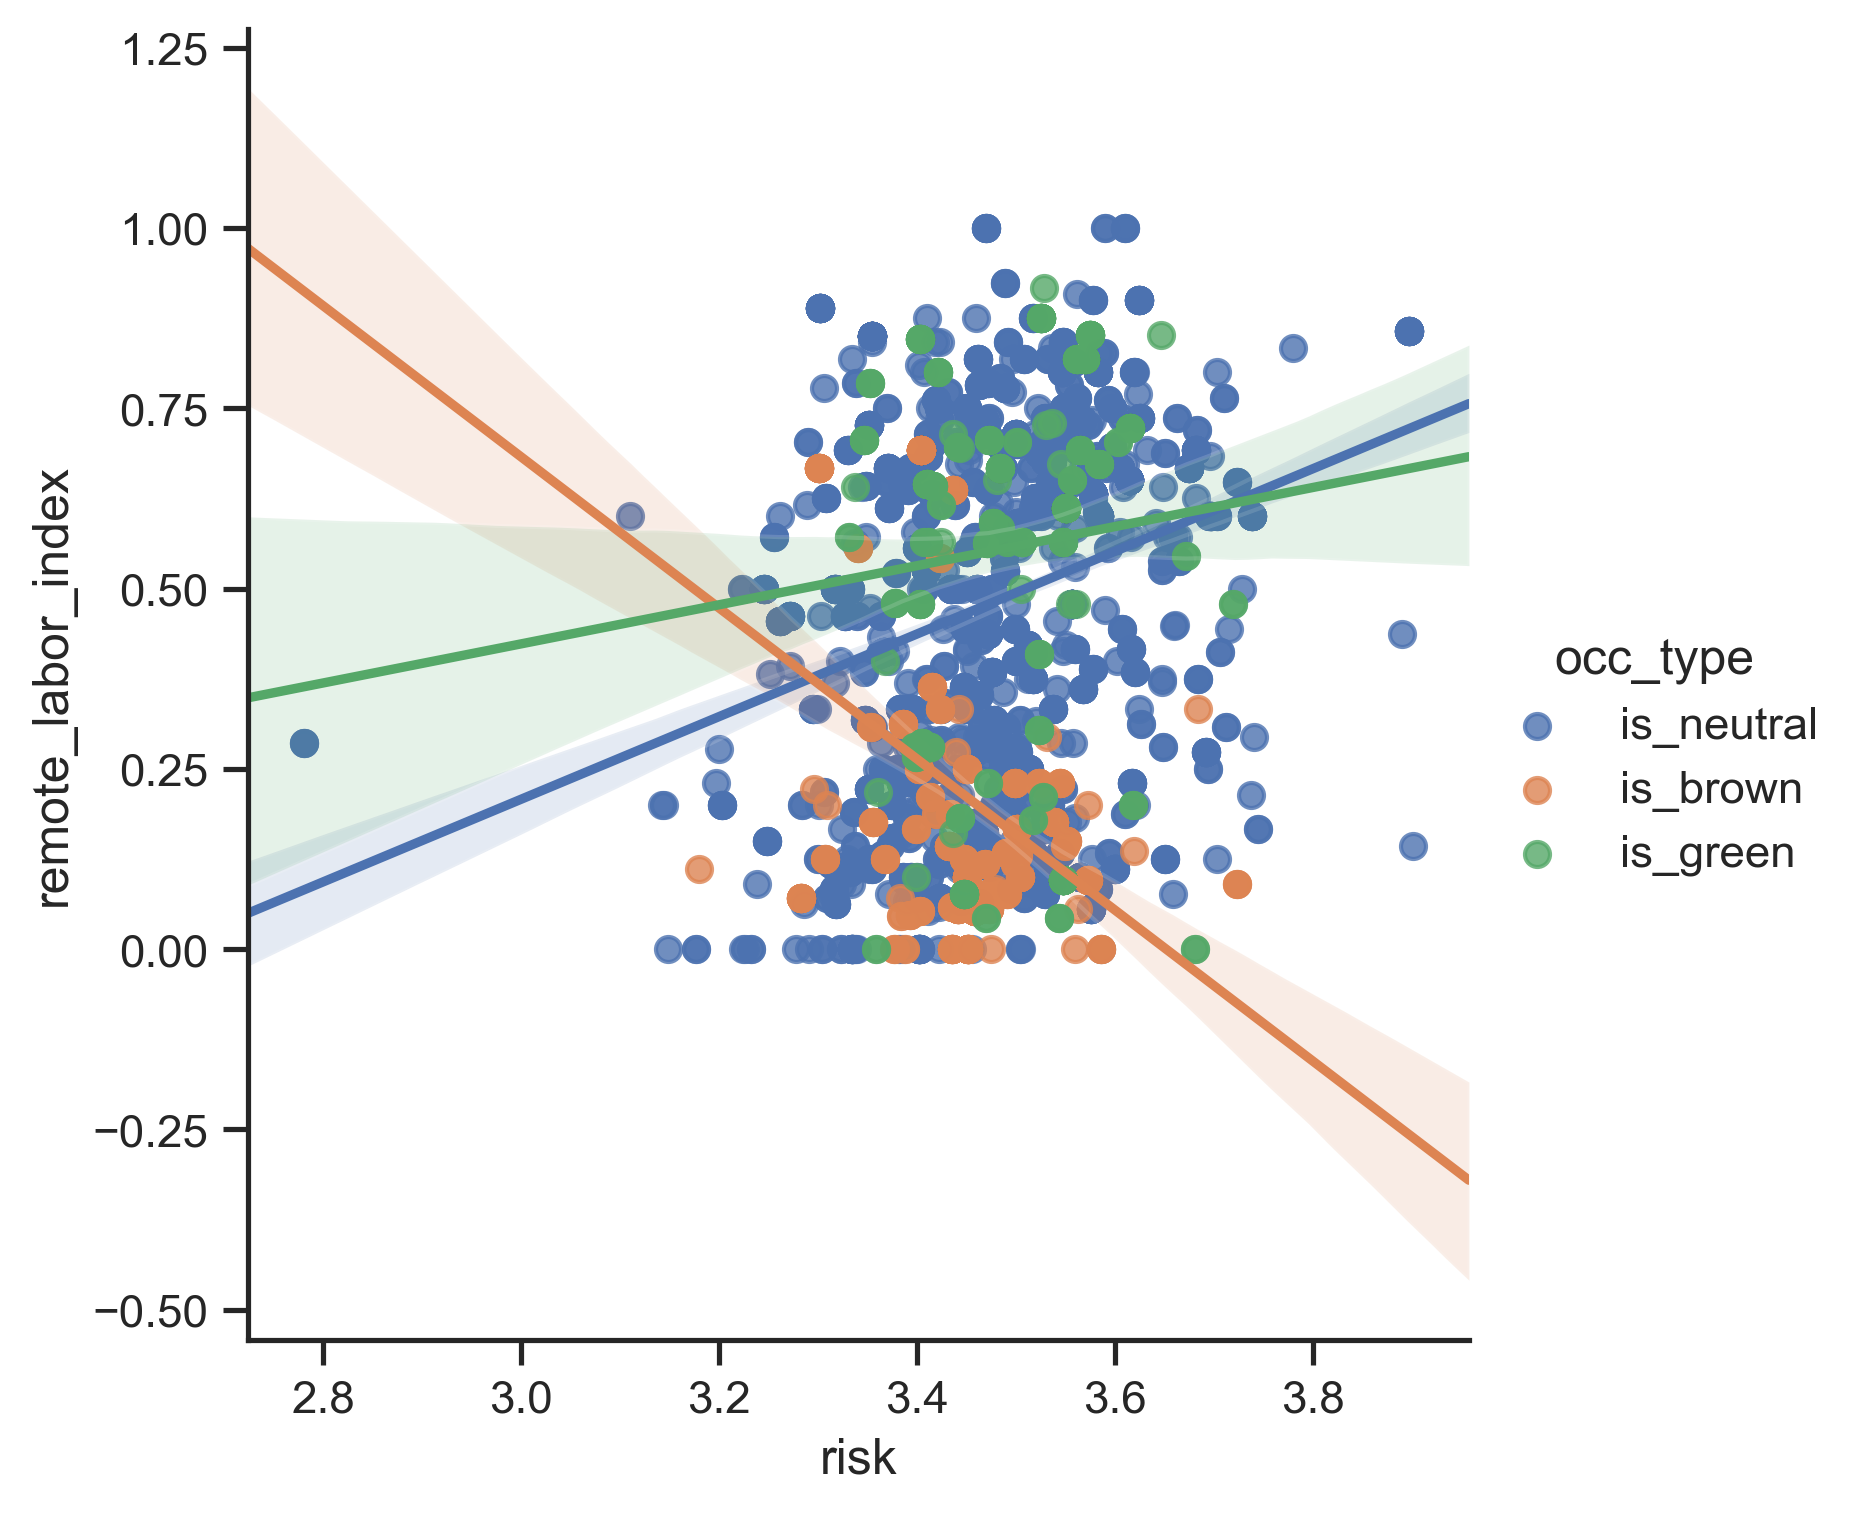 1.25
1.00
0.75
0.50
0.25
0.00
−0.25
−0.50
remote_labor_index
2.8 3.0 3.2 3.4 3.6 3.8
risk
occ_type
is_neutral
is_brown
is_green